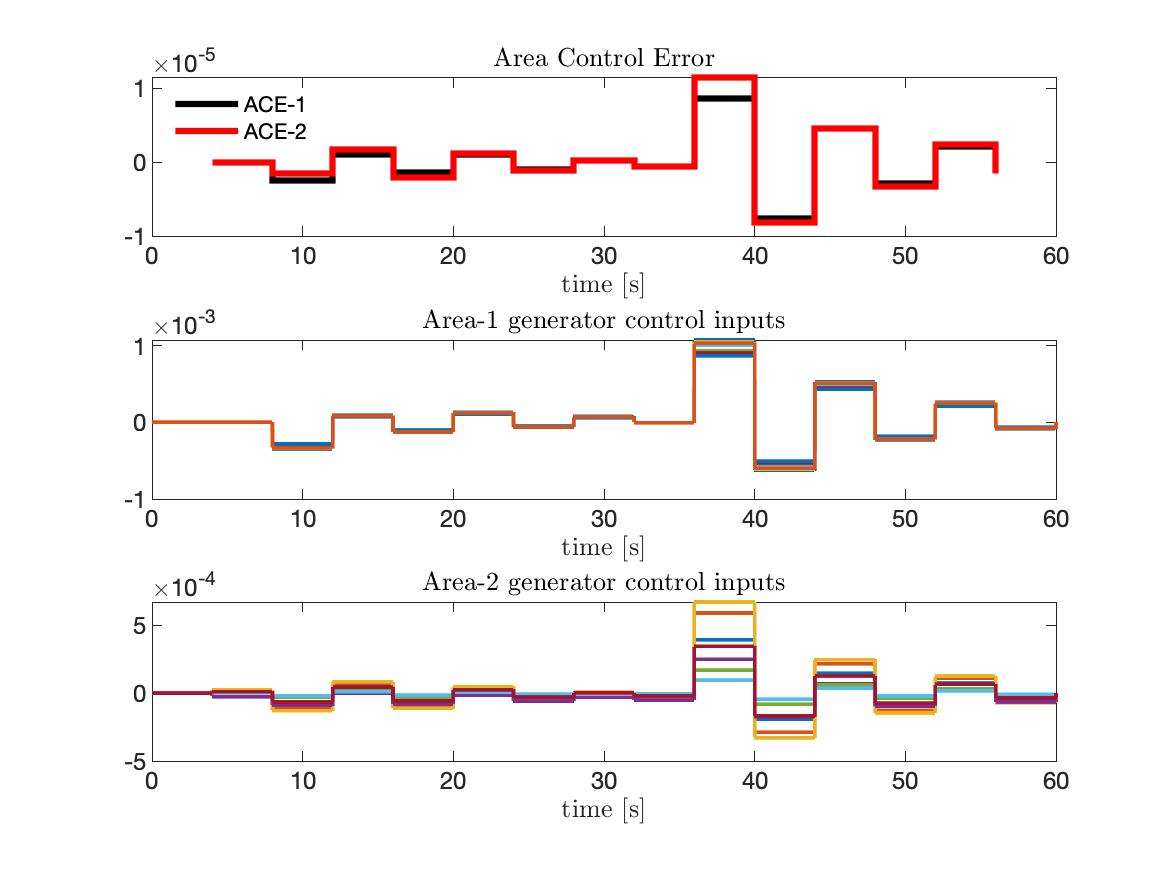 Area Control Error
×10-5
1
0
-1
ACE-1
ACE-2
0 10 20 30 40 50 60
time [s]
Area-1 generator control inputs
×10-3
1
0
-1
0 10 20 30 40 50 60
time [s]
Area-2 generator control inputs
×10-4
5
0
-5
0 10 20 30 40 50 60
time [s]